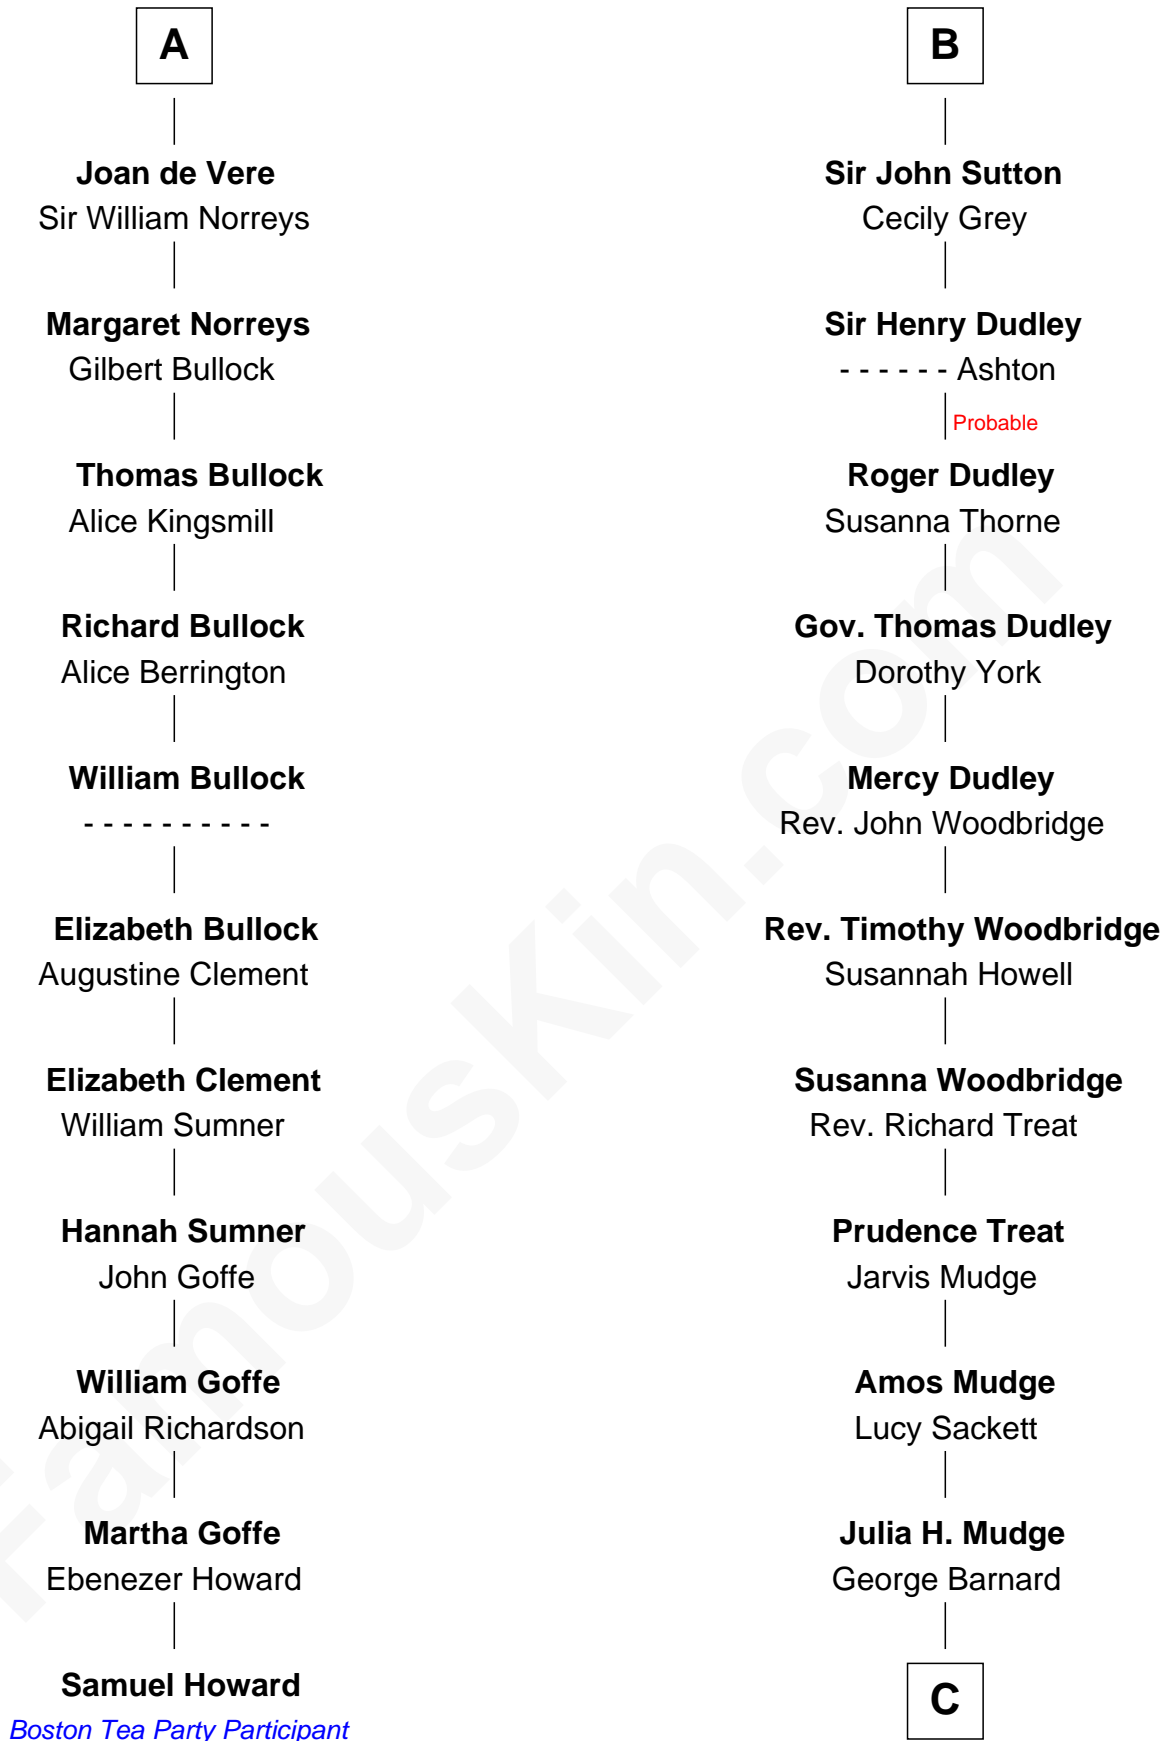 A
Joan de Vere
Sir William Norreys
Margaret Norreys
Gilbert Bullock
Thomas Bullock
Alice Kingsmill
Richard Bullock
Alice Berrington
William Bullock
- - - - - - - - - -
Elizabeth Bullock
Augustine Clement
Elizabeth Clement
William Sumner
Hannah Sumner
John Goffe
William Goffe
Abigail Richardson
Martha Goffe
Ebenezer Howard
Samuel Howard
Boston Tea Party Participant
B
Sir John Sutton
Cecily Grey
Sir Henry Dudley
- - - - - - Ashton
Probable
Roger Dudley
Susanna Thorne
Gov. Thomas Dudley
Dorothy York
Mercy Dudley
Rev. John Woodbridge
Rev. Timothy Woodbridge
Susannah Howell
Susanna Woodbridge
Rev. Richard Treat
Prudence Treat
Jarvis Mudge
Amos Mudge
Lucy Sackett
Julia H. Mudge
George Barnard
C
FamousKin.com